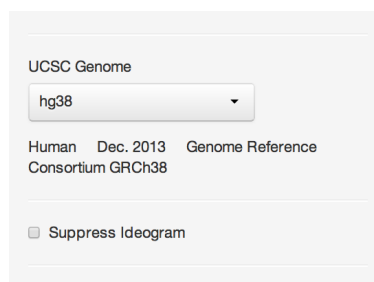 UCSC Genome
hg38
Human Dec. 2013 Genome Reference
Consortium GRCh38
Suppress Ideogram